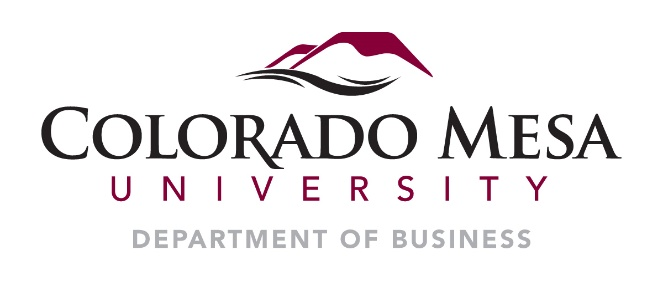 COLORADO MESA
UNIVERSITY
DEPARTMENT OF BUSINESS